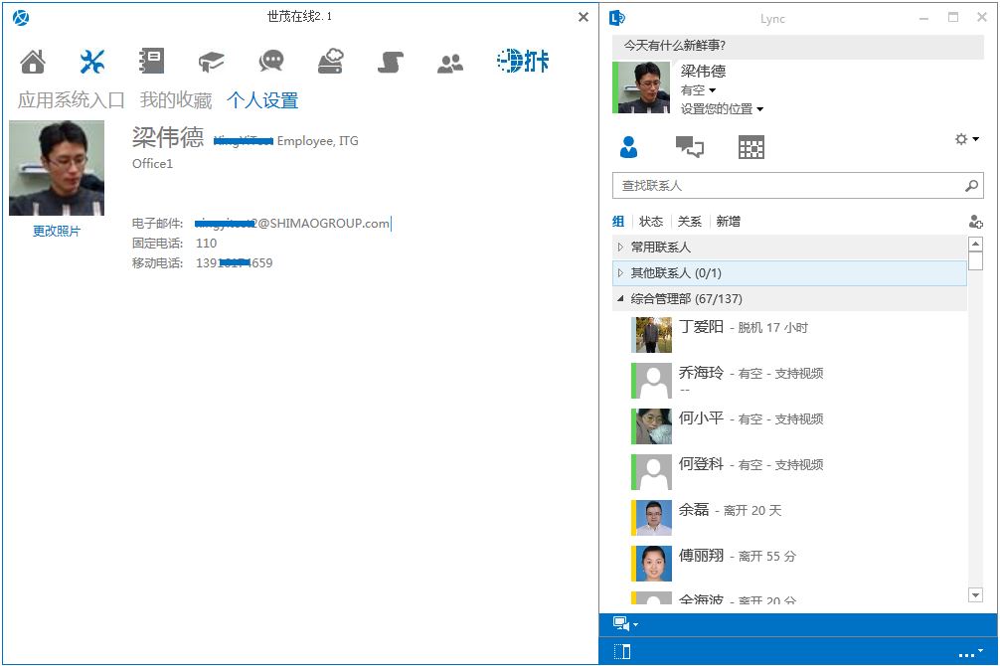 世茂在线2.1
打卡
应用系统入口 我的收藏 个人设置
梁伟德 Employee, ITG
Office1
更改照片
电子邮件: 2@SHIMAOGROUP.com
固定电话: 110
移动电话: 1391 4659
Lync
今天有什么新鲜事?
梁伟德
有空
设置您的位置
查找联系人
组 状态 关系 新增
常用联系人
其他联系人 (0/1)
综合管理部 (67/137)
丁爱阳 - 脱机 17 小时
乔海玲 - 有空 - 支持视频
--
何小平 - 有空 - 支持视频
何登科 - 有空 - 支持视频
余磊 - 离开 20 天
傅丽翔 - 离开 55 分
全海波 - 离开 20 分